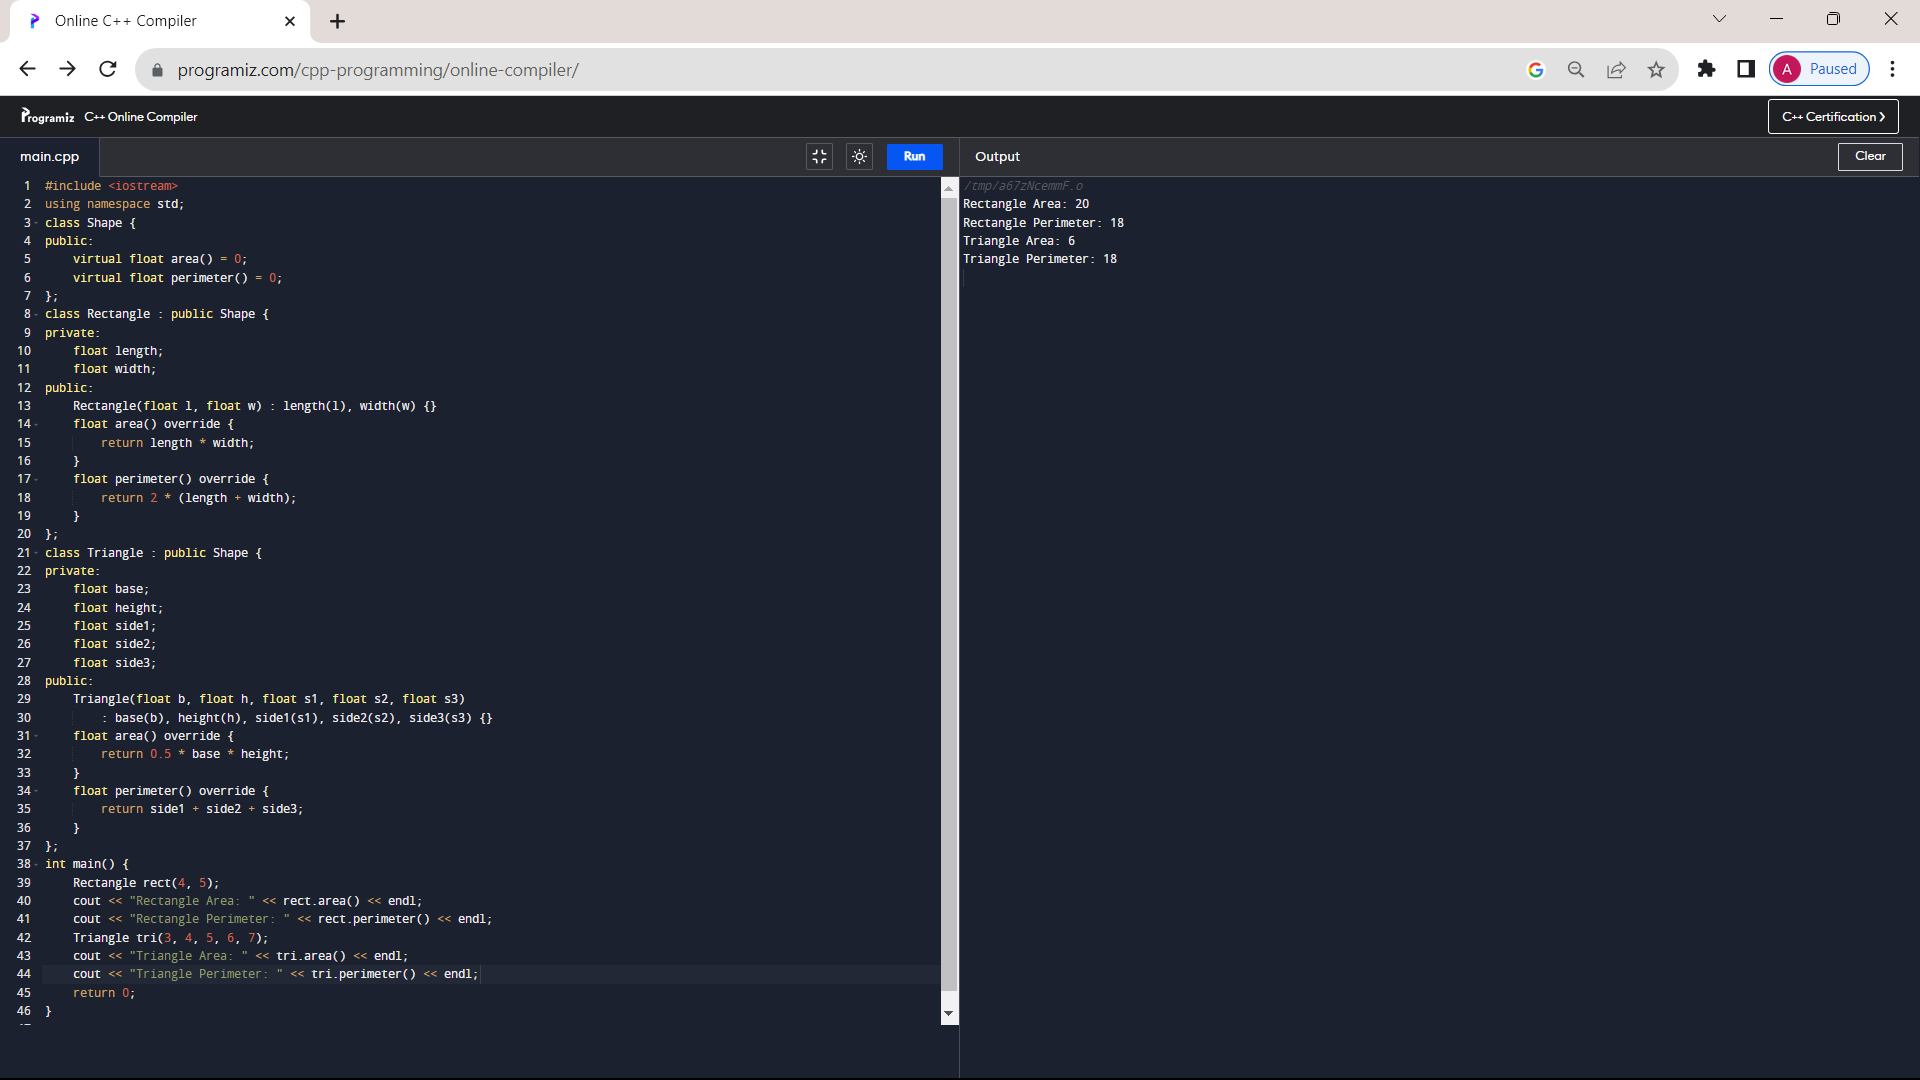 Online C++ Compiler
programiz.com/cpp-programming/online-compiler/
A Paused
Programiz C++ Online Compiler
C++ Certification >
main.cpp
Run
Output
Clear
1 #include <iostream>
2 using namespace std;
3 class Shape {
4 public:
5     virtual float area() = 0;
6     virtual float perimeter() = 0;
7 };
8 class Rectangle : public Shape {
9 private:
10     float length;
11     float width;
12 public:
13     Rectangle(float l, float w) : length(l), width(w) {}
14     float area() override {
15         return length * width;
16     }
17     float perimeter() override {
18         return 2 * (length + width);
19     }
20 };
21 class Triangle : public Shape {
22 private:
23     float base;
24     float height;
25     float side1;
26     float side2;
27     float side3;
28 public:
29     Triangle(float b, float h, float s1, float s2, float s3)
30         : base(b), height(h), side1(s1), side2(s2), side3(s3) {}
31     float area() override {
32         return 0.5 * base * height;
33     }
34     float perimeter() override {
35         return side1 + side2 + side3;
36     }
37 };
38 int main() {
39     Rectangle rect(4, 5);
40     cout << "Rectangle Area: " << rect.area() << endl;
41     cout << "Rectangle Perimeter: " << rect.perimeter() << endl;
42     Triangle tri(3, 4, 5, 6, 7);
43     cout << "Triangle Area: " << tri.area() << endl;
44     cout << "Triangle Perimeter: " << tri.perimeter() << endl;
45     return 0;
46 }
/tmp/a67zNcemmF.o
Rectangle Area: 20
Rectangle Perimeter: 18
Triangle Area: 6
Triangle Perimeter: 18